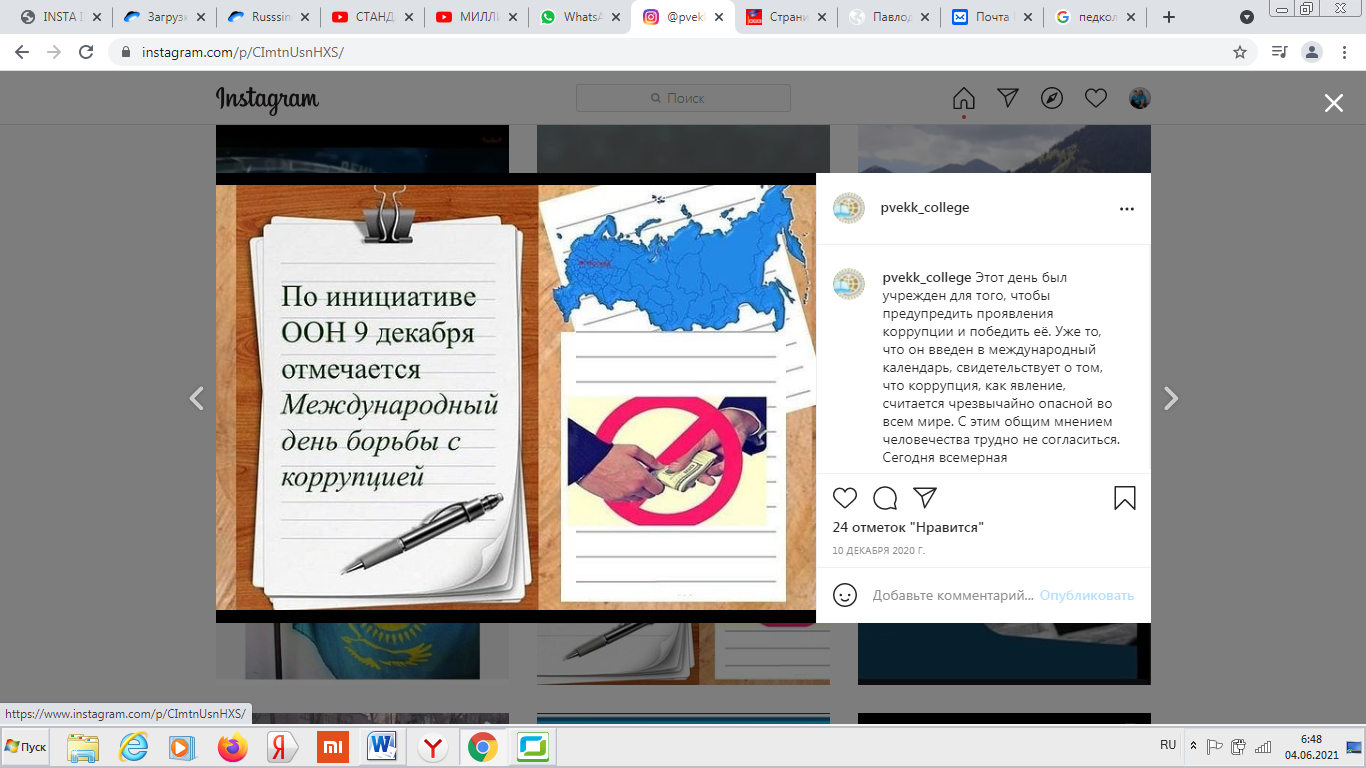 INSTA I
Загруз
Russsin
СТАНД
МИЛЛИ
WhatsA
@pvekk
Страни
Павлод
Почта
педкол
instagram.com/p/CImtnUsnHXS/
Instagram
Поиск
По инициативе
ООН 9 декабря
отмечается
Международный
день борьбы с
коррупцией
pvekk_college
pvekk_college Этот день был
учрежден для того, чтобы
предупредить проявления
коррупции и победить её. Уже то,
что он введен в международный
календарь, свидетельствует о том,
что коррупция, как явление,
считается чрезвычайно опасной во
всем мире. С этим общим мнением
человечества трудно не согласиться.
Сегодня всемирная
24 отметок "Нравится"
10 ДЕКАБРЯ 2020 Г.
Добавьте комментарий... Опубликовать
https://www.instagram.com/p/CImtnUsnHXS/
Пуск
RU
6:48
04.06.2021